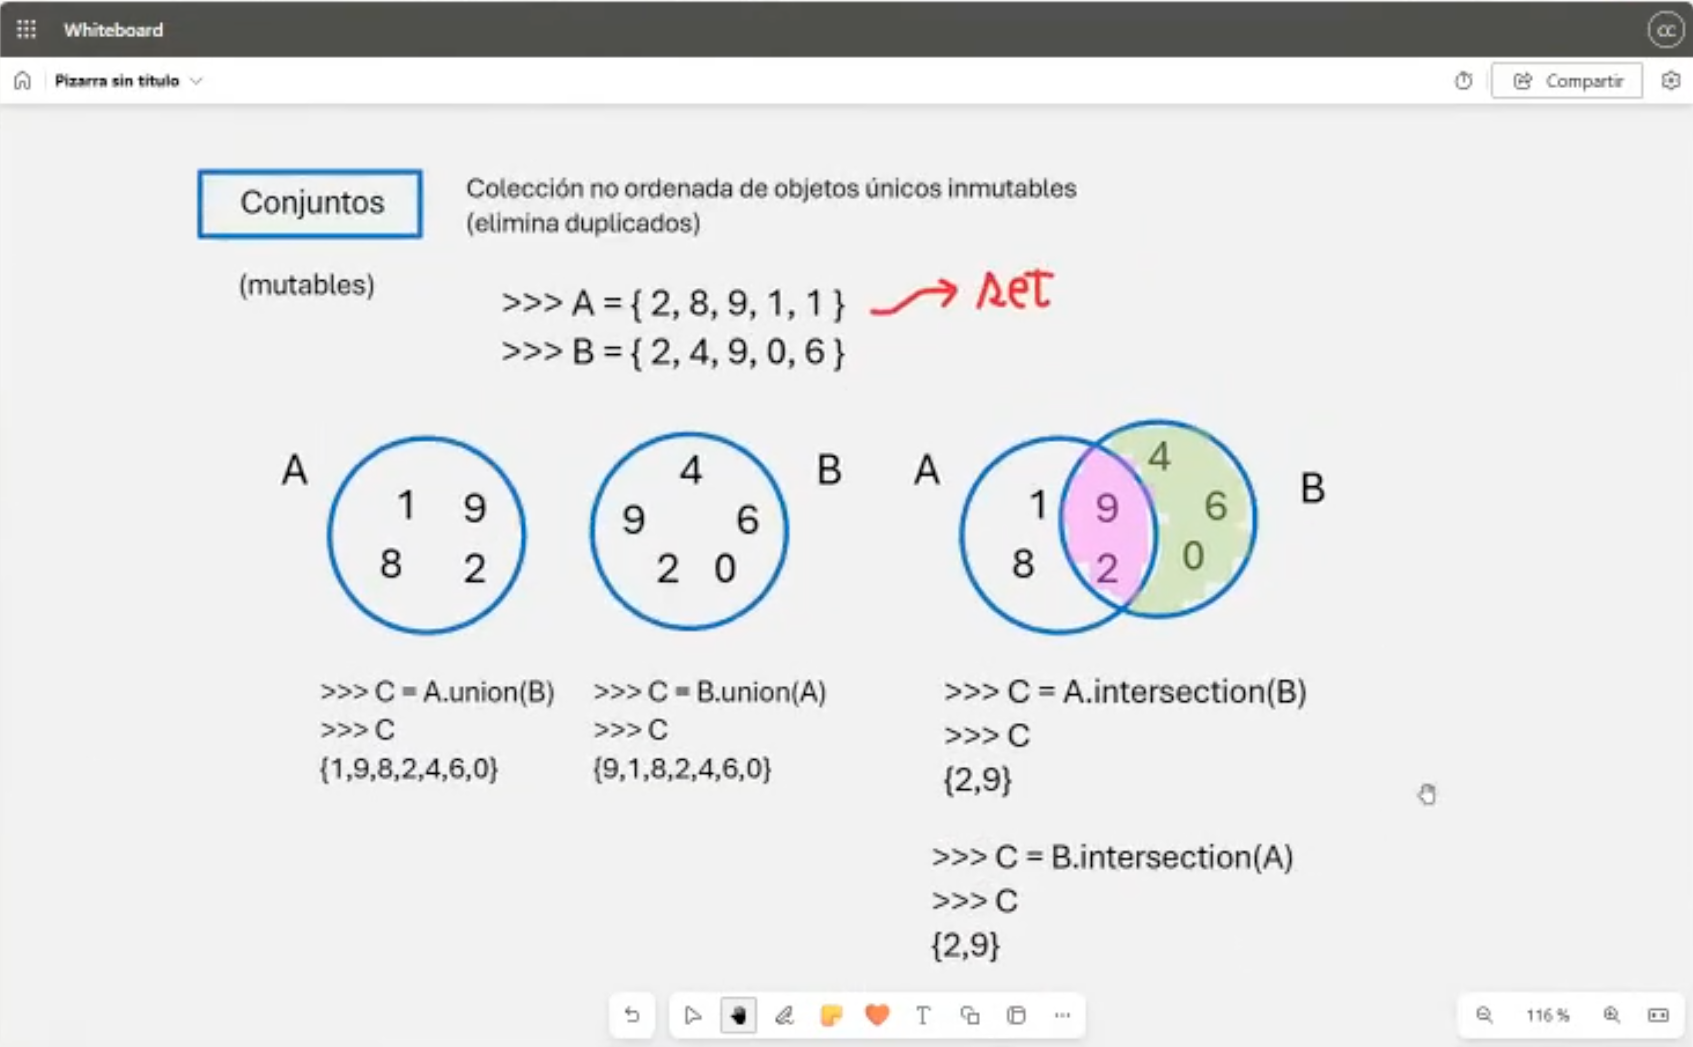 Whiteboard
CC
Pizarra sin título
Compartir
Conjuntos
Colección no ordenada de objetos únicos inmutables
(elimina duplicados)
(mutables)
>>> A = { 2, 8, 9, 1, 1 }
set
>>> B = { 2, 4, 9, 0, 6 }
A
1 9
8 2
4
9 6
2 0
B
A
1 9 4 6
8 2 0
B
>>> C = A.union(B)
>>> C
{1,9,8,2,4,6,0}
>>> C = B.union(A)
>>> C
{9,1,8,2,4,6,0}
>>> C = A.intersection(B)
>>> C
{2,9}
>>> C = B.intersection(A)
>>> C
{2,9}
116 %